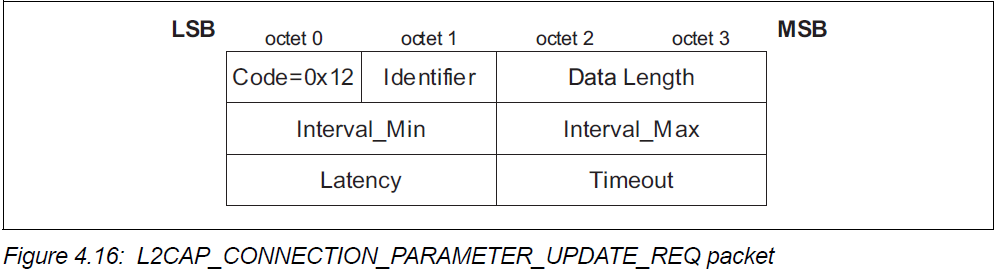 LSB octet 0 octet 1 octet 2 octet 3 MSB
Code=0x12 Identifier Data Length
Interval_Min Interval_Max
Latency Timeout
Figure 4.16: L2CAP_CONNECTION_PARAMETER_UPDATE_REQ packet